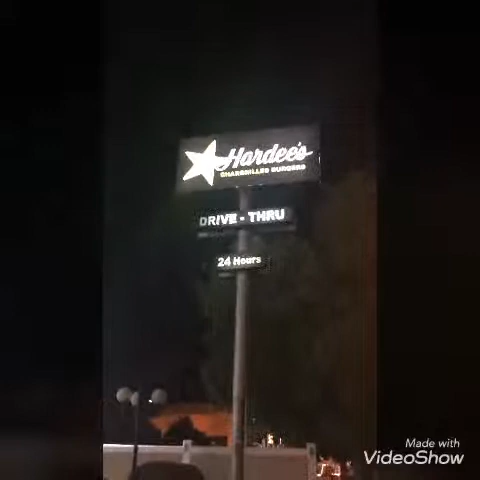 Hardee's
CHARGRILLED BURGERS
DRIVE - THRU
24 Hours
Made with
VideoShow